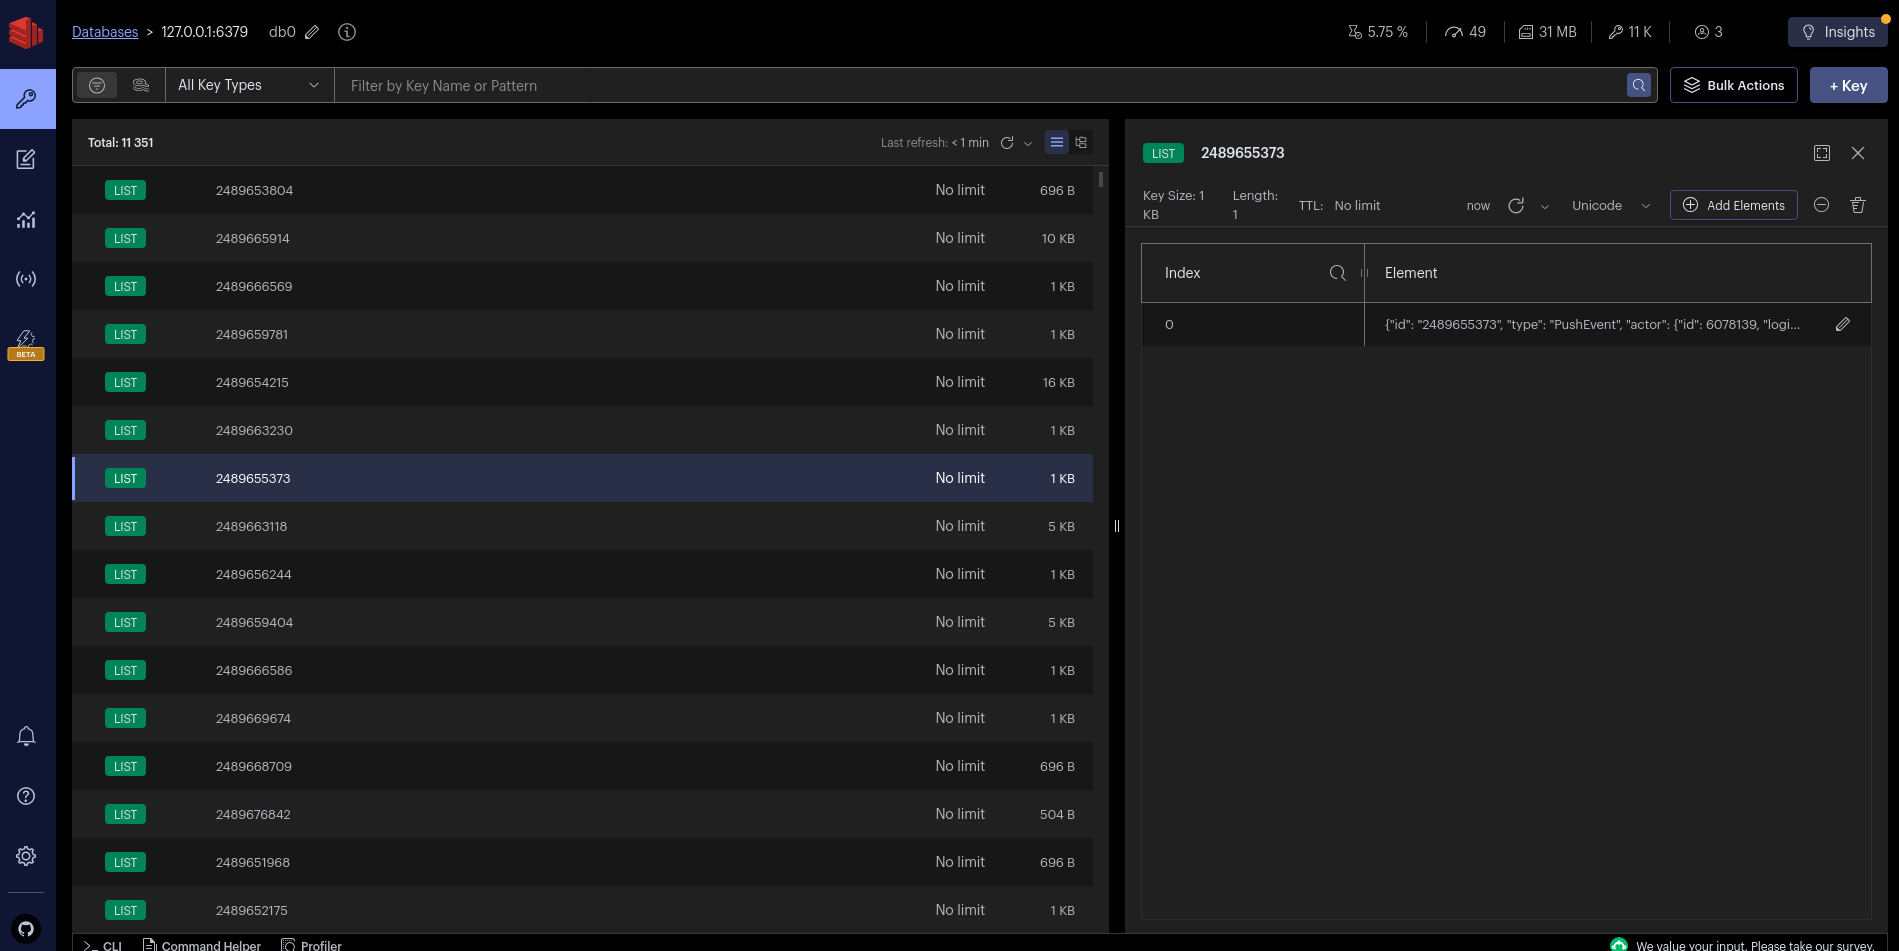 Databases > 127.0.0.1:6379 db0
5.75 % 49 31 MB 11 K 3 Insights
All Key Types Filter by Key Name or Pattern Bulk Actions + Key
Total: 11 351 Last refresh: < 1 min
LIST 2489653804 No limit 696 B
LIST 2489665914 No limit 10 KB
LIST 2489666569 No limit 1 KB
LIST 2489659781 No limit 1 KB
LIST 2489654215 No limit 16 KB
LIST 2489663230 No limit 1 KB
LIST 2489655373 No limit 1 KB
LIST 2489663118 No limit 5 KB
LIST 2489656244 No limit 1 KB
LIST 2489659404 No limit 5 KB
LIST 2489666586 No limit 1 KB
LIST 2489669674 No limit 1 KB
LIST 2489668709 No limit 696 B
LIST 2489676842 No limit 504 B
LIST 2489651968 No limit 696 B
LIST 2489652175 No limit 1 KB
LIST 2489655373
Key Size: 1 KB
Length: 1
TTL: No limit now Unicode Add Elements
Index Element
0 {"id": "2489655373", "type": "PushEvent", "actor": {"id": 6078139, "logi...
BETA
>_ CLI Command Helper Profiler We value your input. Please take our survey.